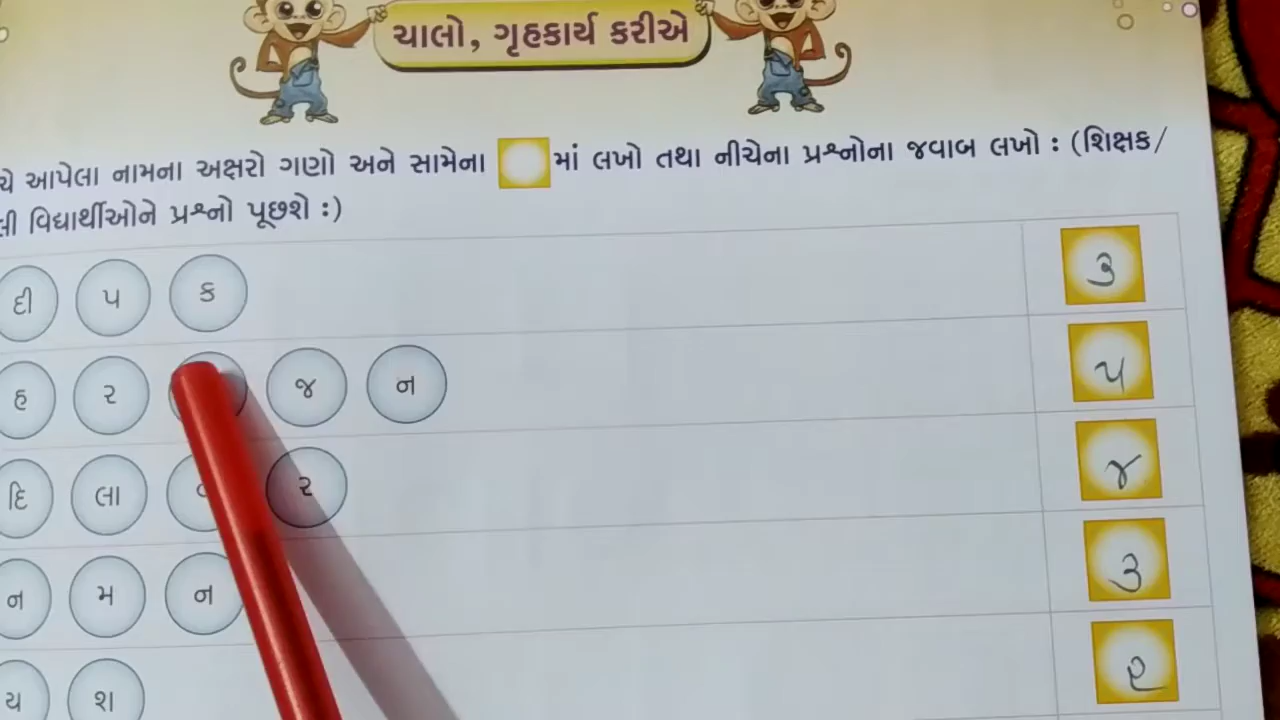 ચાલો, ગૃહકાર્ય કરીએ
ચે આપેલા નામના અક્ષરો ગણો અને સામેના માં લખો તથા નીચેના પ્રશ્નોના જવાબ લખો : (શિક્ષક/
લી વિદ્યાર્થીઓને પ્રશ્નો પૂછશે :)
દી પ ક ૩
હ ર જ ન ૫
દિ લા ર ૪
ન મ ન ૩
ય શ ૨